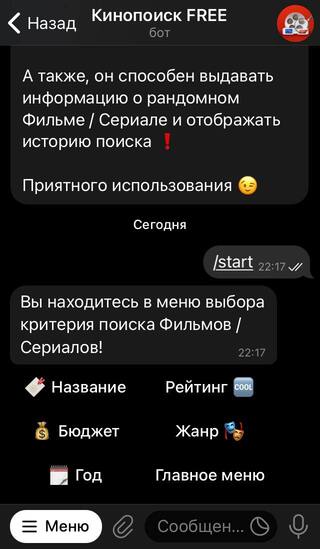 Назад
Кинопоиск FREE
бот
А также, он способен выдавать
информацию о рандомном
Фильме / Сериале и отображать
историю поиска ❗
Приятного использования 😉
Сегодня
/start 22:17
Вы находитесь в меню выбора
критерия поиска Фильмов /
Сериалов!
22:17
Название
Рейтинг 🆒
💰 Бюджет
Жанр 🎭
Год
Главное меню
Меню
Сообщен...